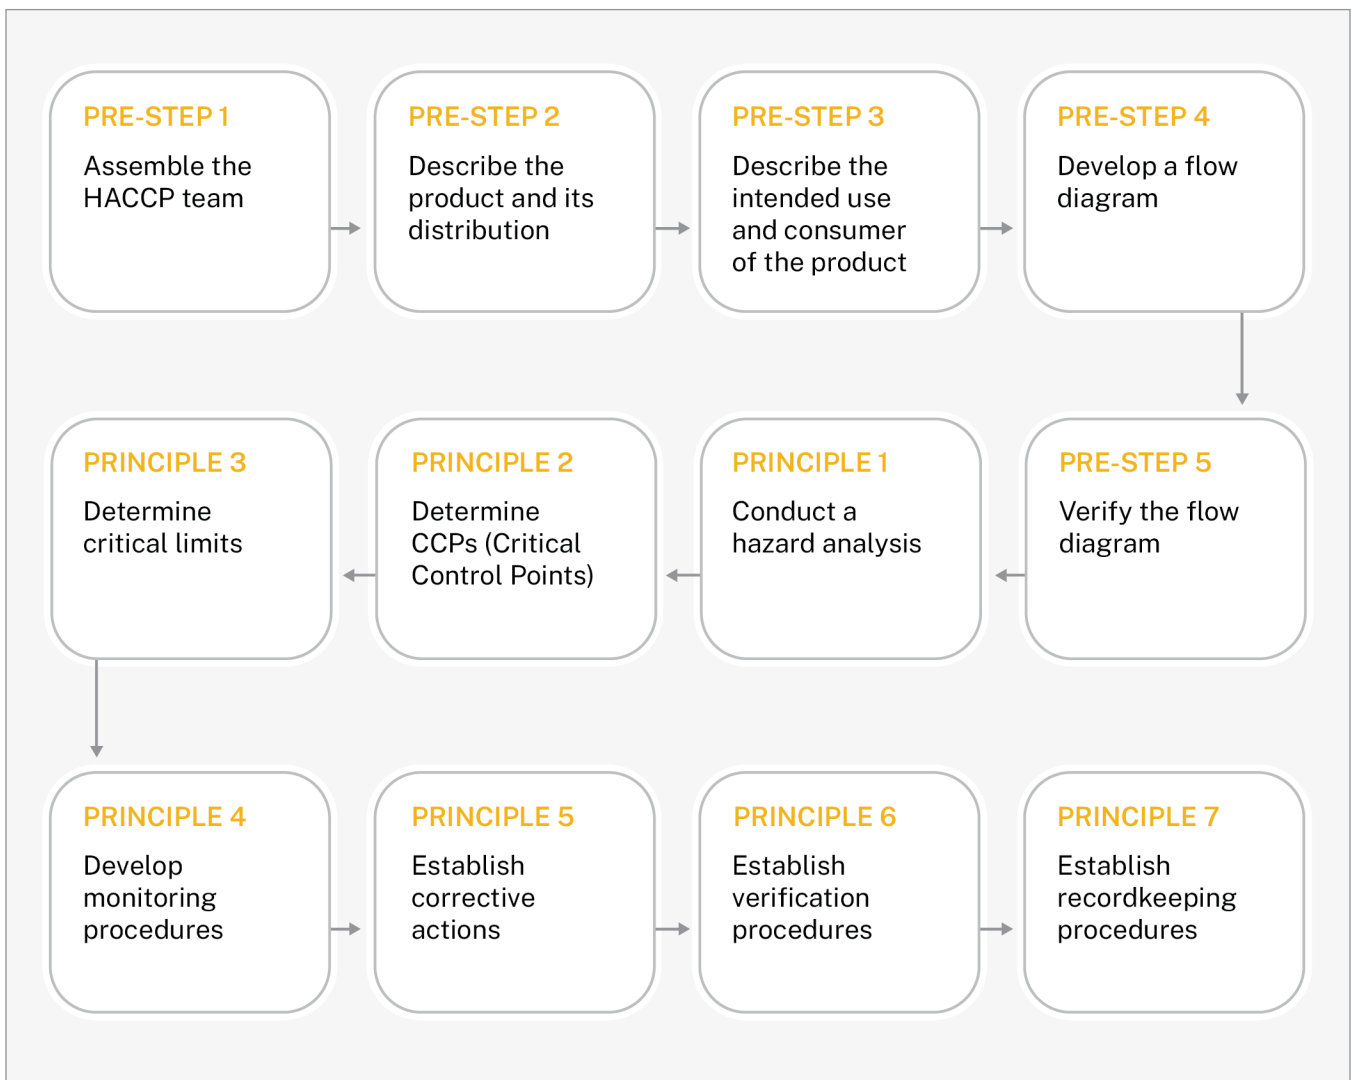 PRE-STEP 1
Assemble the
HACCP team
PRE-STEP 2
Describe the
product and its
distribution
PRE-STEP 3
Describe the
intended use
and consumer
of the product
PRE-STEP 4
Develop a flow
diagram
PRE-STEP 5
Verify the flow
diagram
PRINCIPLE 1
Conduct a
hazard analysis
PRINCIPLE 2
Determine
CCPs (Critical
Control Points)
PRINCIPLE 3
Determine
critical limits
PRINCIPLE 4
Develop
monitoring
procedures
PRINCIPLE 5
Establish
corrective
actions
PRINCIPLE 6
Establish
verification
procedures
PRINCIPLE 7
Establish
recordkeeping
procedures